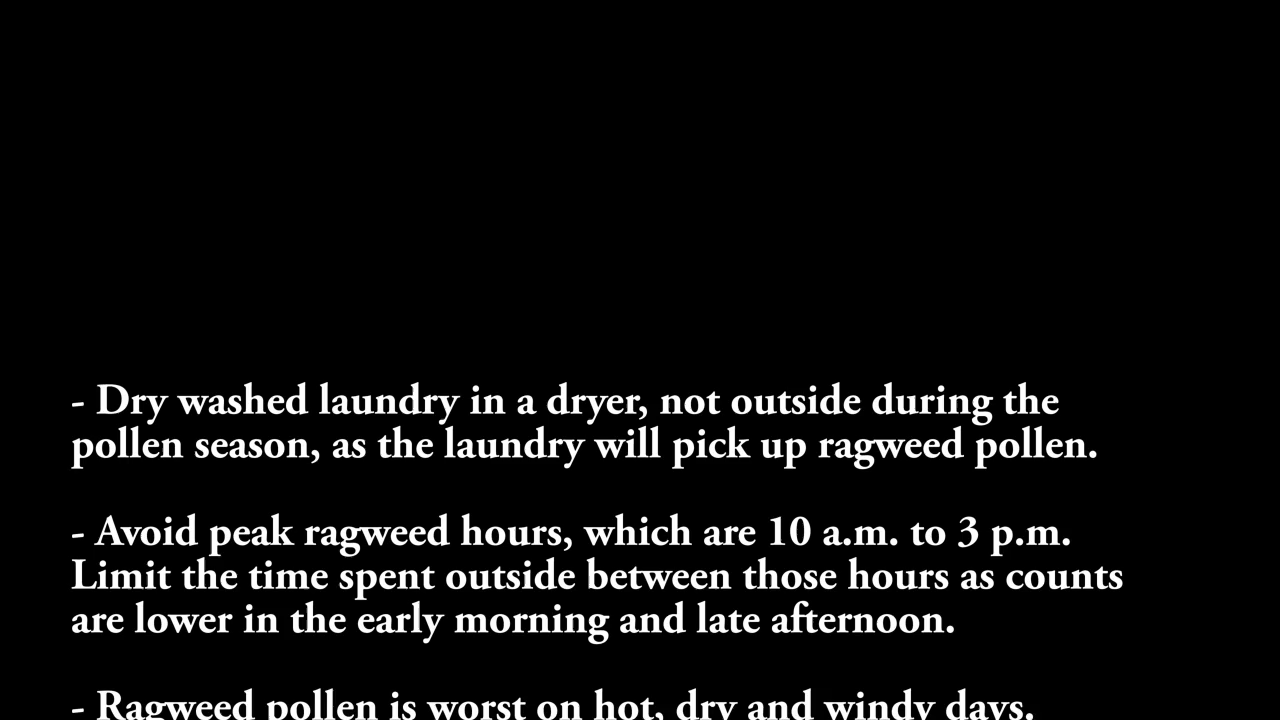 - Dry washed laundry in a dryer, not outside during the
pollen season, as the laundry will pick up ragweed pollen.
- Avoid peak ragweed hours, which are 10 a.m. to 3 p.m.
Limit the time spent outside between those hours as counts
are lower in the early morning and late afternoon.
- Ragweed pollen is worst on hot, dry and windy days.